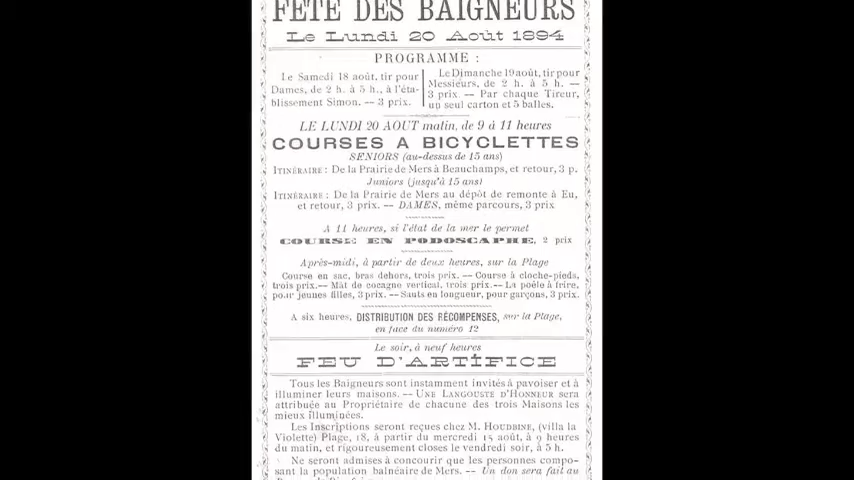 FÊTE DES BAIGNEURS
Le Lundi 20 Août 1894
PROGRAMME :
Le Samedi 18 août, tir pour
Dames, de 2 h. à 5 h., à l'éta-
blissement Simon. — 3 prix.
Le Dimanche 19 août, tir pour
Messieurs, de 2 h. à 5 h. —
3 prix. — Par chaque Tireur,
un seul carton et 5 balles.
LE LUNDI 20 AOUT matin, de 9 à 11 heures
COURSES A BICYCLETTES
SENIORS (au-dessus de 15 ans)
ITINÉRAIRE : De la Prairie de Mers à Beauchamps, et retour, 3 p.
Juniors (jusqu'à 15 ans)
ITINÉRAIRE : De la Prairie de Mers au dépôt de remonte à Eu,
et retour, 3 prix. — DAMES, même parcours, 3 prix
A 11 heures, si l'état de la mer le permet
COURSE EN PODOSCAPHE, 2 prix
Après-midi, à partir de deux heures, sur la Plage
Course en sac, bras dehors, trois prix. — Course à cloche-pieds,
trois prix. — Mât de cocagne vertical, trois prix. — La poêle à frire,
pour jeunes filles, 3 prix. — Sauts en longueur, pour garçons, 3 prix.
A six heures, DISTRIBUTION DES RÉCOMPENSES, sur la Plage,
en face du numéro 12
Le soir, à neuf heures
FEU D'ARTIFICE
Tous les Baigneurs sont instamment invités à pavoiser et à
illuminer leurs maisons. — UNE LANGOUSTE D'HONNEUR sera
attribuée au Propriétaire de chacune des trois Maisons les
mieux illuminées.
Les Inscriptions seront reçues chez M. HOUDBINE, (villa la
Violette) Plage, 18, à partir du mercredi 15 août, à 9 heures
du matin, et rigoureusement closes le vendredi soir, à 5 h.
Ne seront admises à concourir que les personnes compo-
sant la population balnéaire de Mers. — Un don sera fait au